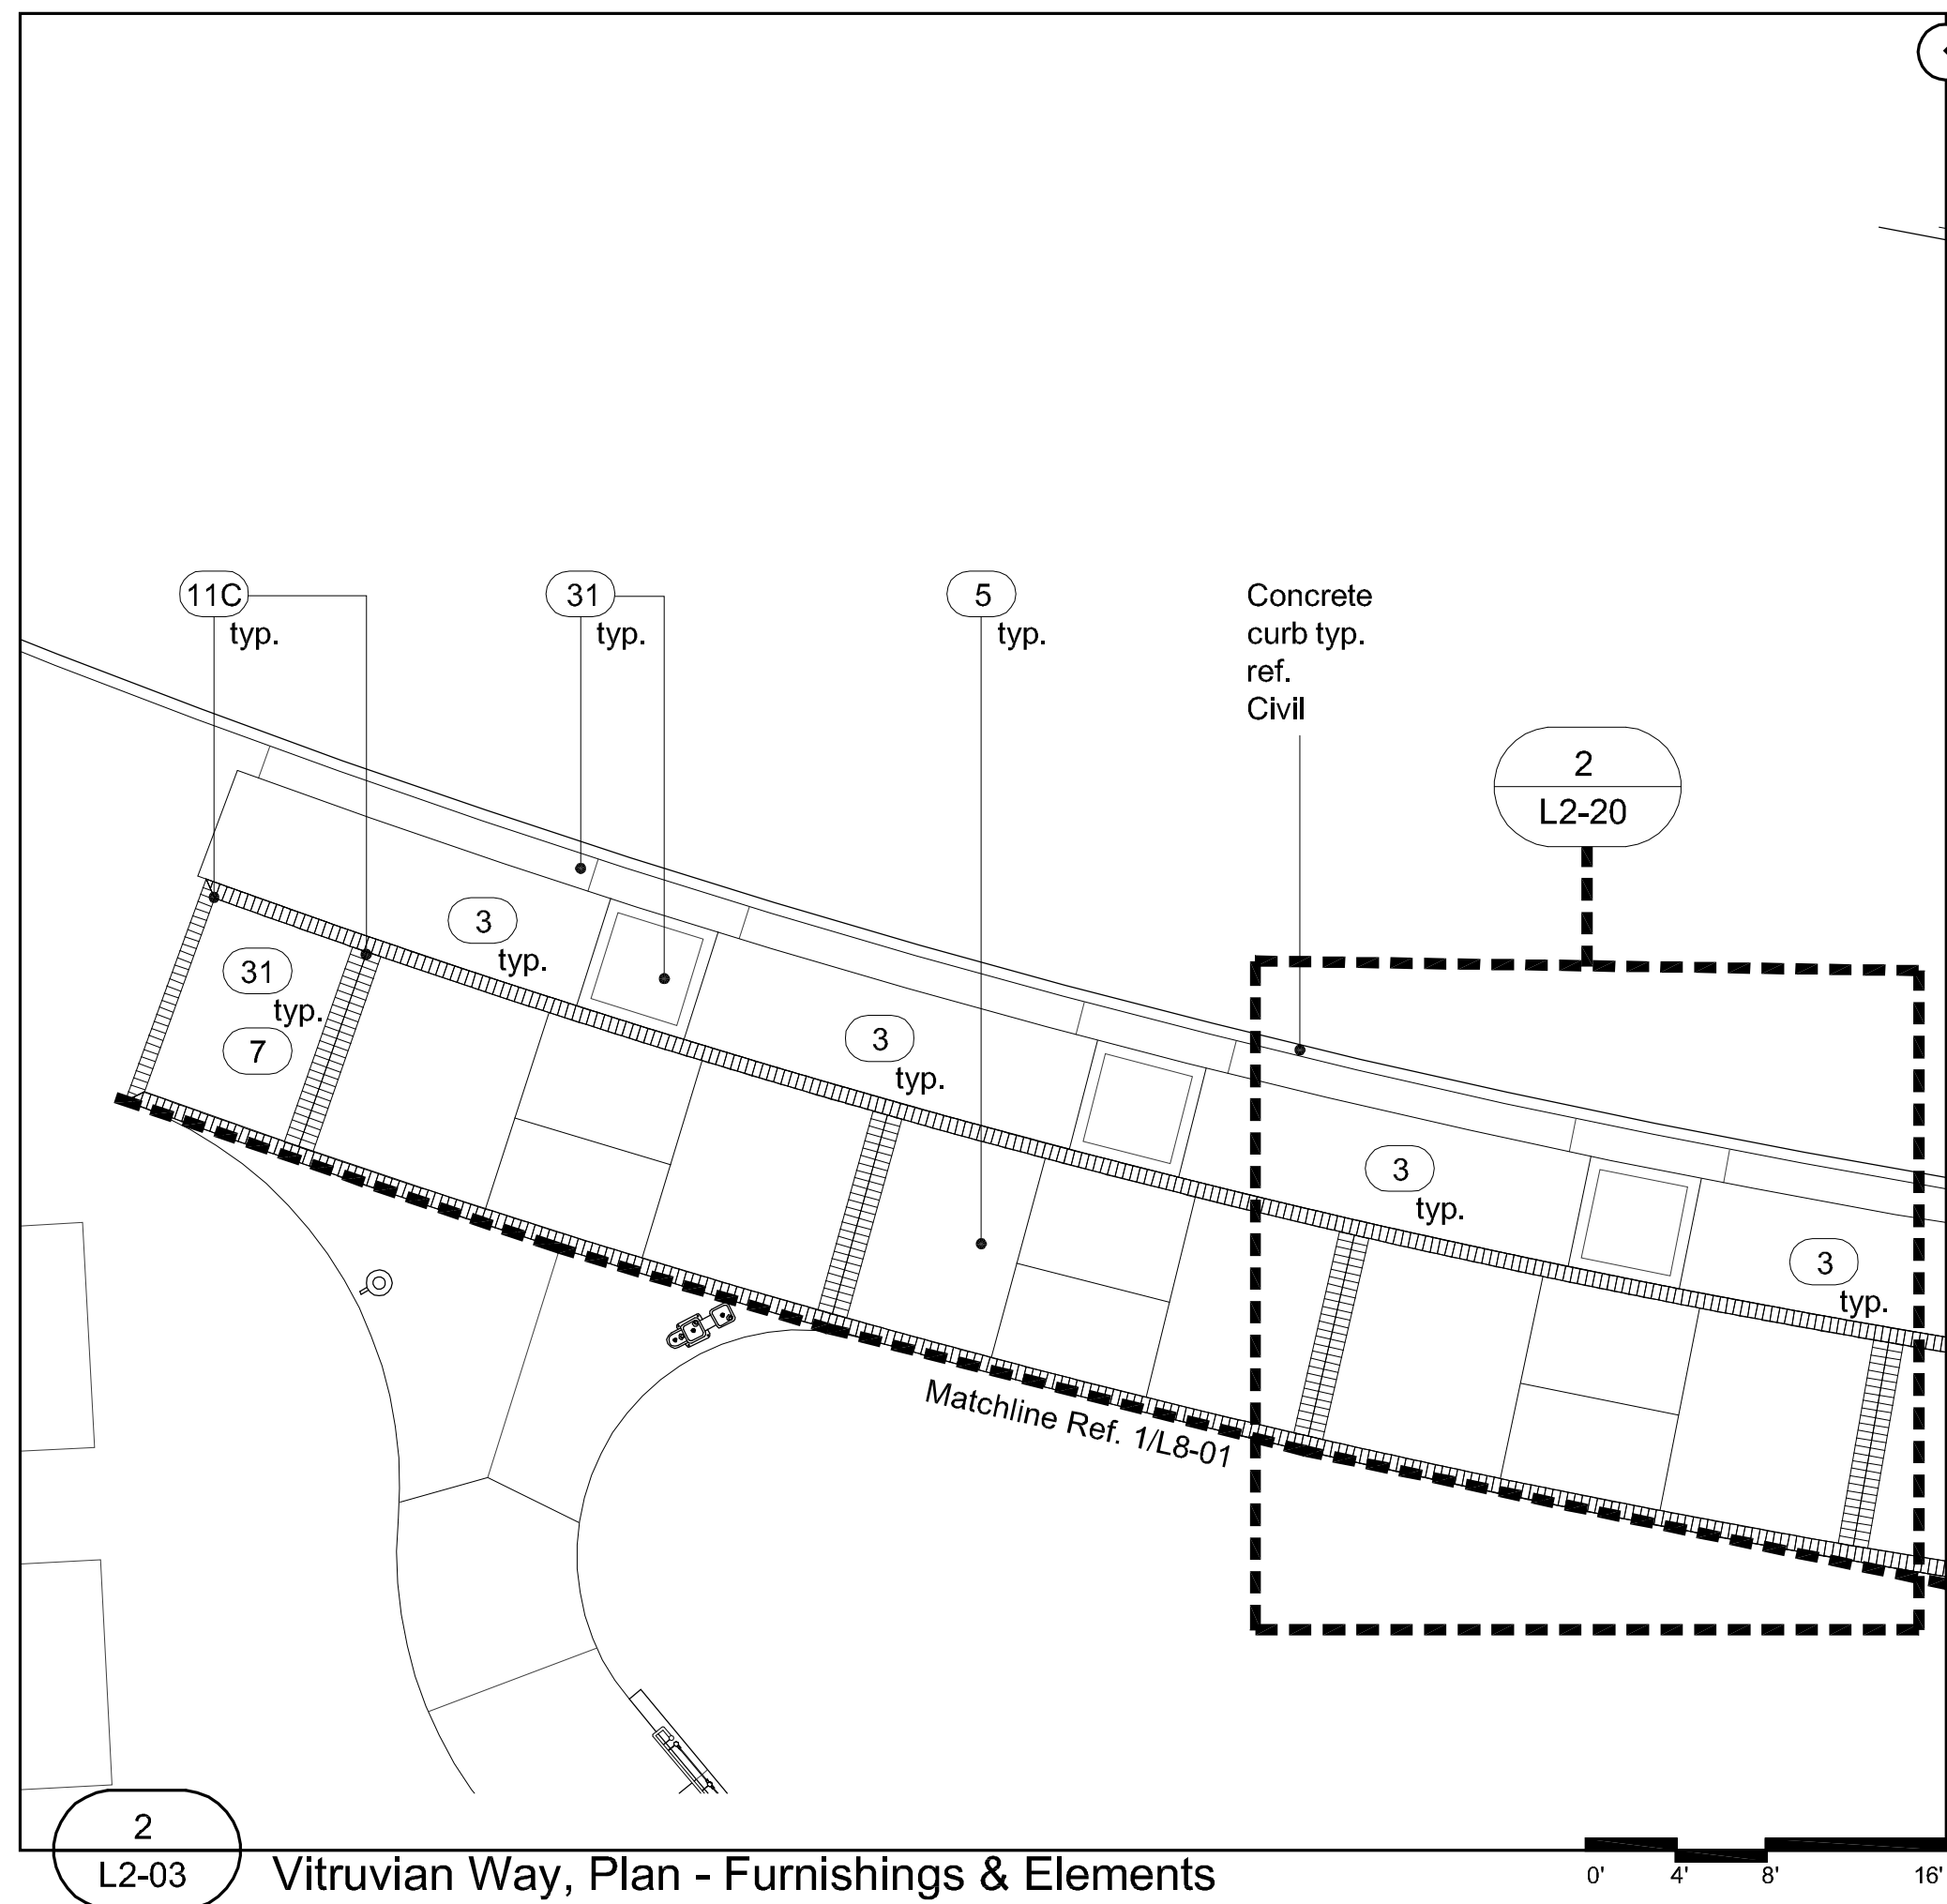 11C
typ.
31
typ.
5
typ.
Concrete
curb typ.
ref.
Civil
2
L2-20
3
typ.
31
typ.
7
3
typ.
3
typ.
3
typ.
Matchline Ref. 1/L8-01
2
L2-03
Vitruvian Way, Plan - Furnishings & Elements
0' 4' 8' 16'